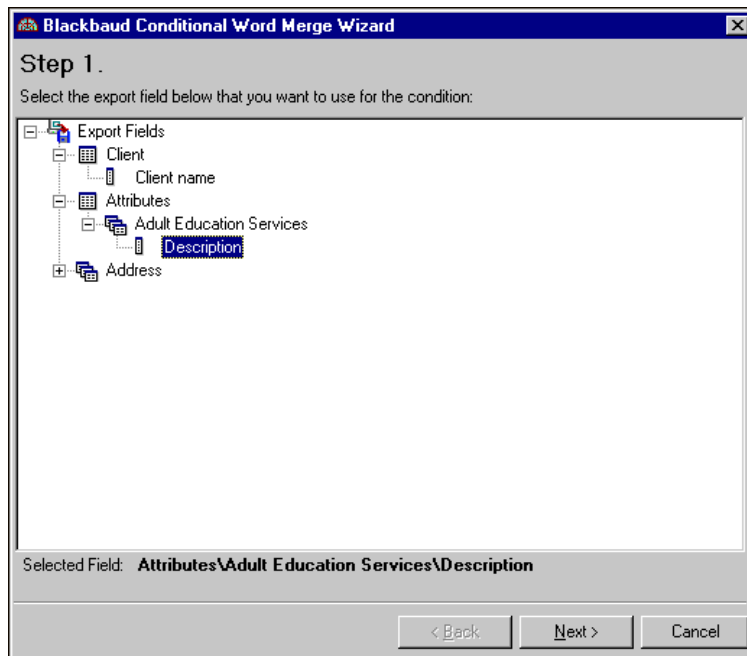 Blackbaud Conditional Word Merge Wizard
Step 1.
Select the export field below that you want to use for the condition:
Export Fields
Client
Client name
Attributes
Adult Education Services
Description
Address
Selected Field: Attributes\Adult Education Services\Description
< Back Next > Cancel